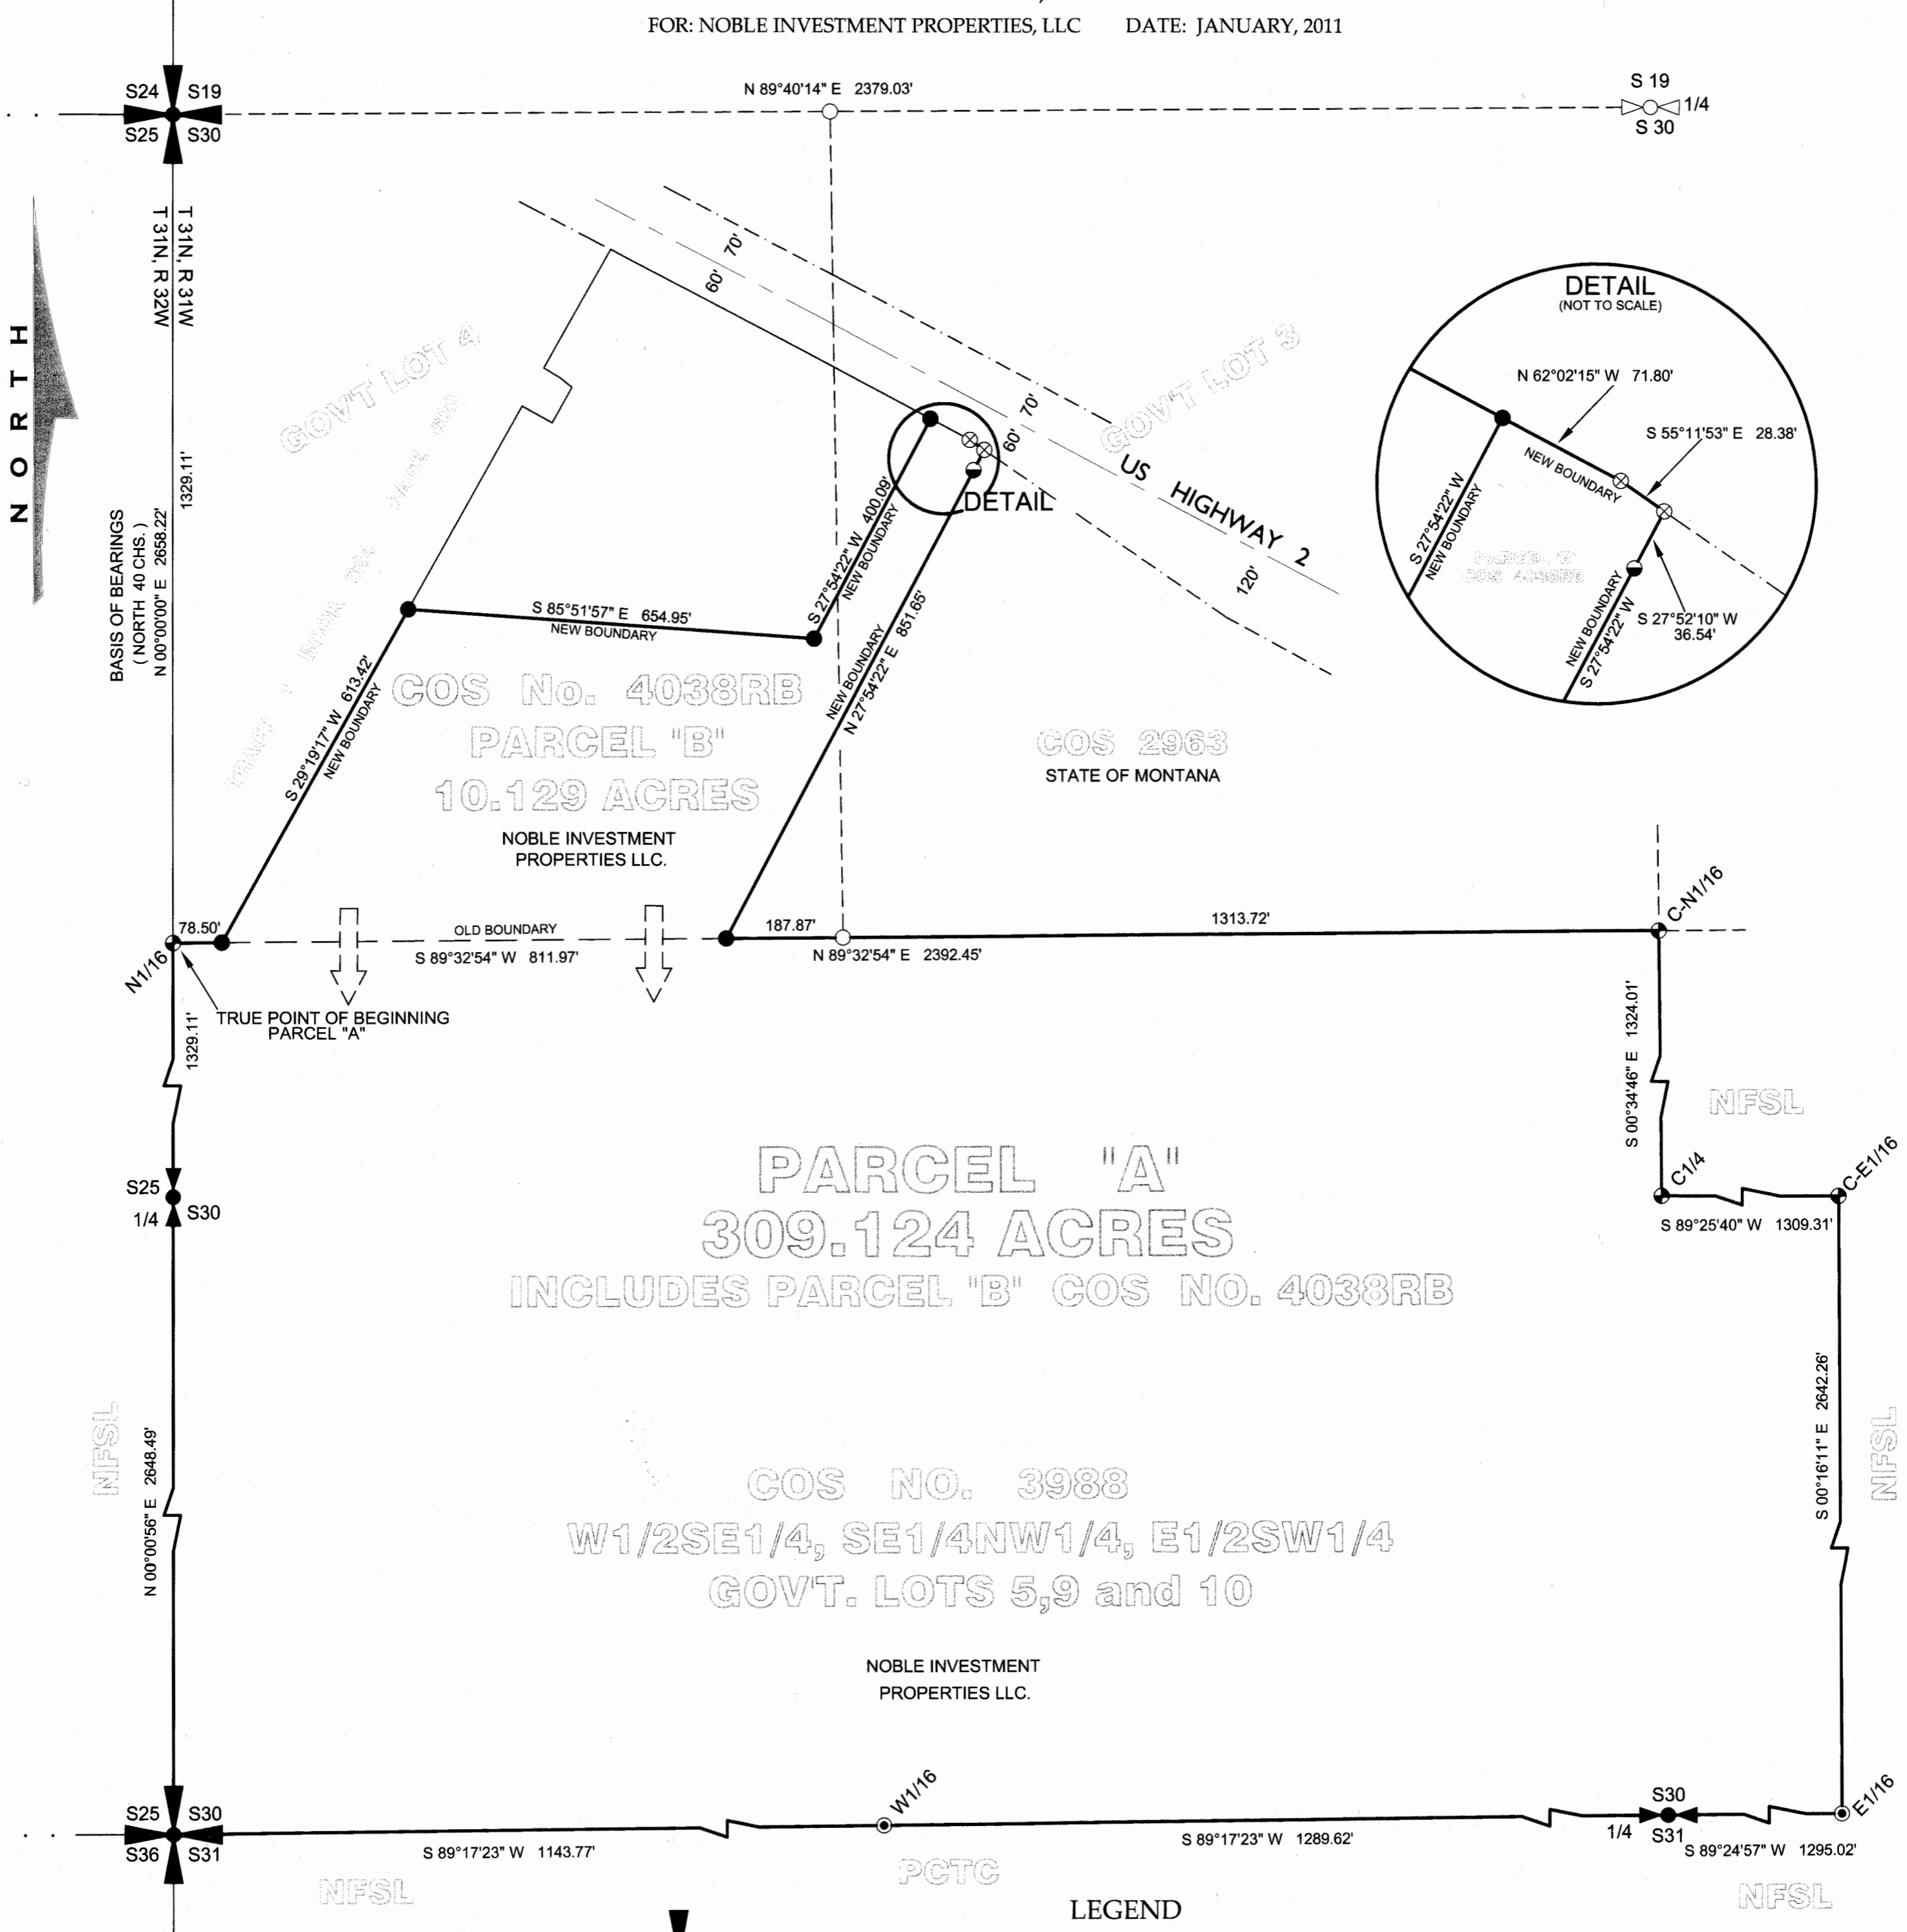 FOR: NOBLE INVESTMENT PROPERTIES, LLC DATE: JANUARY, 2011
N 89°40'14" E 2379.03'
S24 S19
S25 S30
S 19
1/4
S 30
T 31N, R 32W
T 31N, R 31W
NORTH
BASIS OF BEARINGS
( NORTH 40 CHS. )
N 00°00'00" E 2658.22'
1329.11'
GOV'T LOT 4
60' 70'
GOV'T LOT 3
60' 70'
US HIGHWAY 2
120'
DETAIL
DETAIL
(NOT TO SCALE)
N 62°02'15" W 71.80'
S 55°11'53" E 28.38'
NEW BOUNDARY
S 27°54'22" W
NEW BOUNDARY
PARCEL "B"
COS 4038RB
S 27°52'10" W
36.54'
NEW BOUNDARY
S 27°54'22" W
S 27°54'22" W 400.09'
NEW BOUNDARY
S 85°51'57" E 654.95'
NEW BOUNDARY
NEW BOUNDARY
N 27°54'22" E 851.65'
S 29°19'17" W 613.42'
NEW BOUNDARY
COS No. 4038RB
PARCEL "B"
10.129 ACRES
NOBLE INVESTMENT
PROPERTIES LLC.
COS 2963
STATE OF MONTANA
78.50'
OLD BOUNDARY
S 89°32'54" W 811.97'
187.87'
N 89°32'54" E 2392.45'
1313.72'
C-N1/16
N1/16
TRUE POINT OF BEGINNING
PARCEL "A"
1329.11'
S 00°34'46" E 1324.01'
NFSL
C1/4
C-E1/16
S 89°25'40" W 1309.31'
S25
1/4 S30
PARCEL "A"
309.124 ACRES
INCLUDES PARCEL "B" COS NO. 4038RB
NFSL
N 00°00'56" E 2648.49'
S 00°16'11" E 2642.26'
NFSL
COS NO. 3988
W1/2SE1/4, SE1/4NW1/4, E1/2SW1/4
GOV'T. LOTS 5,9 and 10
NOBLE INVESTMENT
PROPERTIES LLC.
W1/16
S30
1/4 S31
E1/16
S25 S30
S36 S31
S 89°17'23" W 1143.77'
S 89°17'23" W 1289.62'
S 89°24'57" W 1295.02'
NFSL
PCTC
NFSL
LEGEND